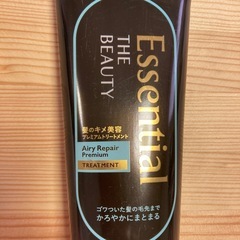 Essential
THE
BEAUTY
髪のキメ美容
プレミアムトリートメント
Airy Repair
Premium
TREATMENT
ゴワついた髪の毛先まで
かろやかにまとまる